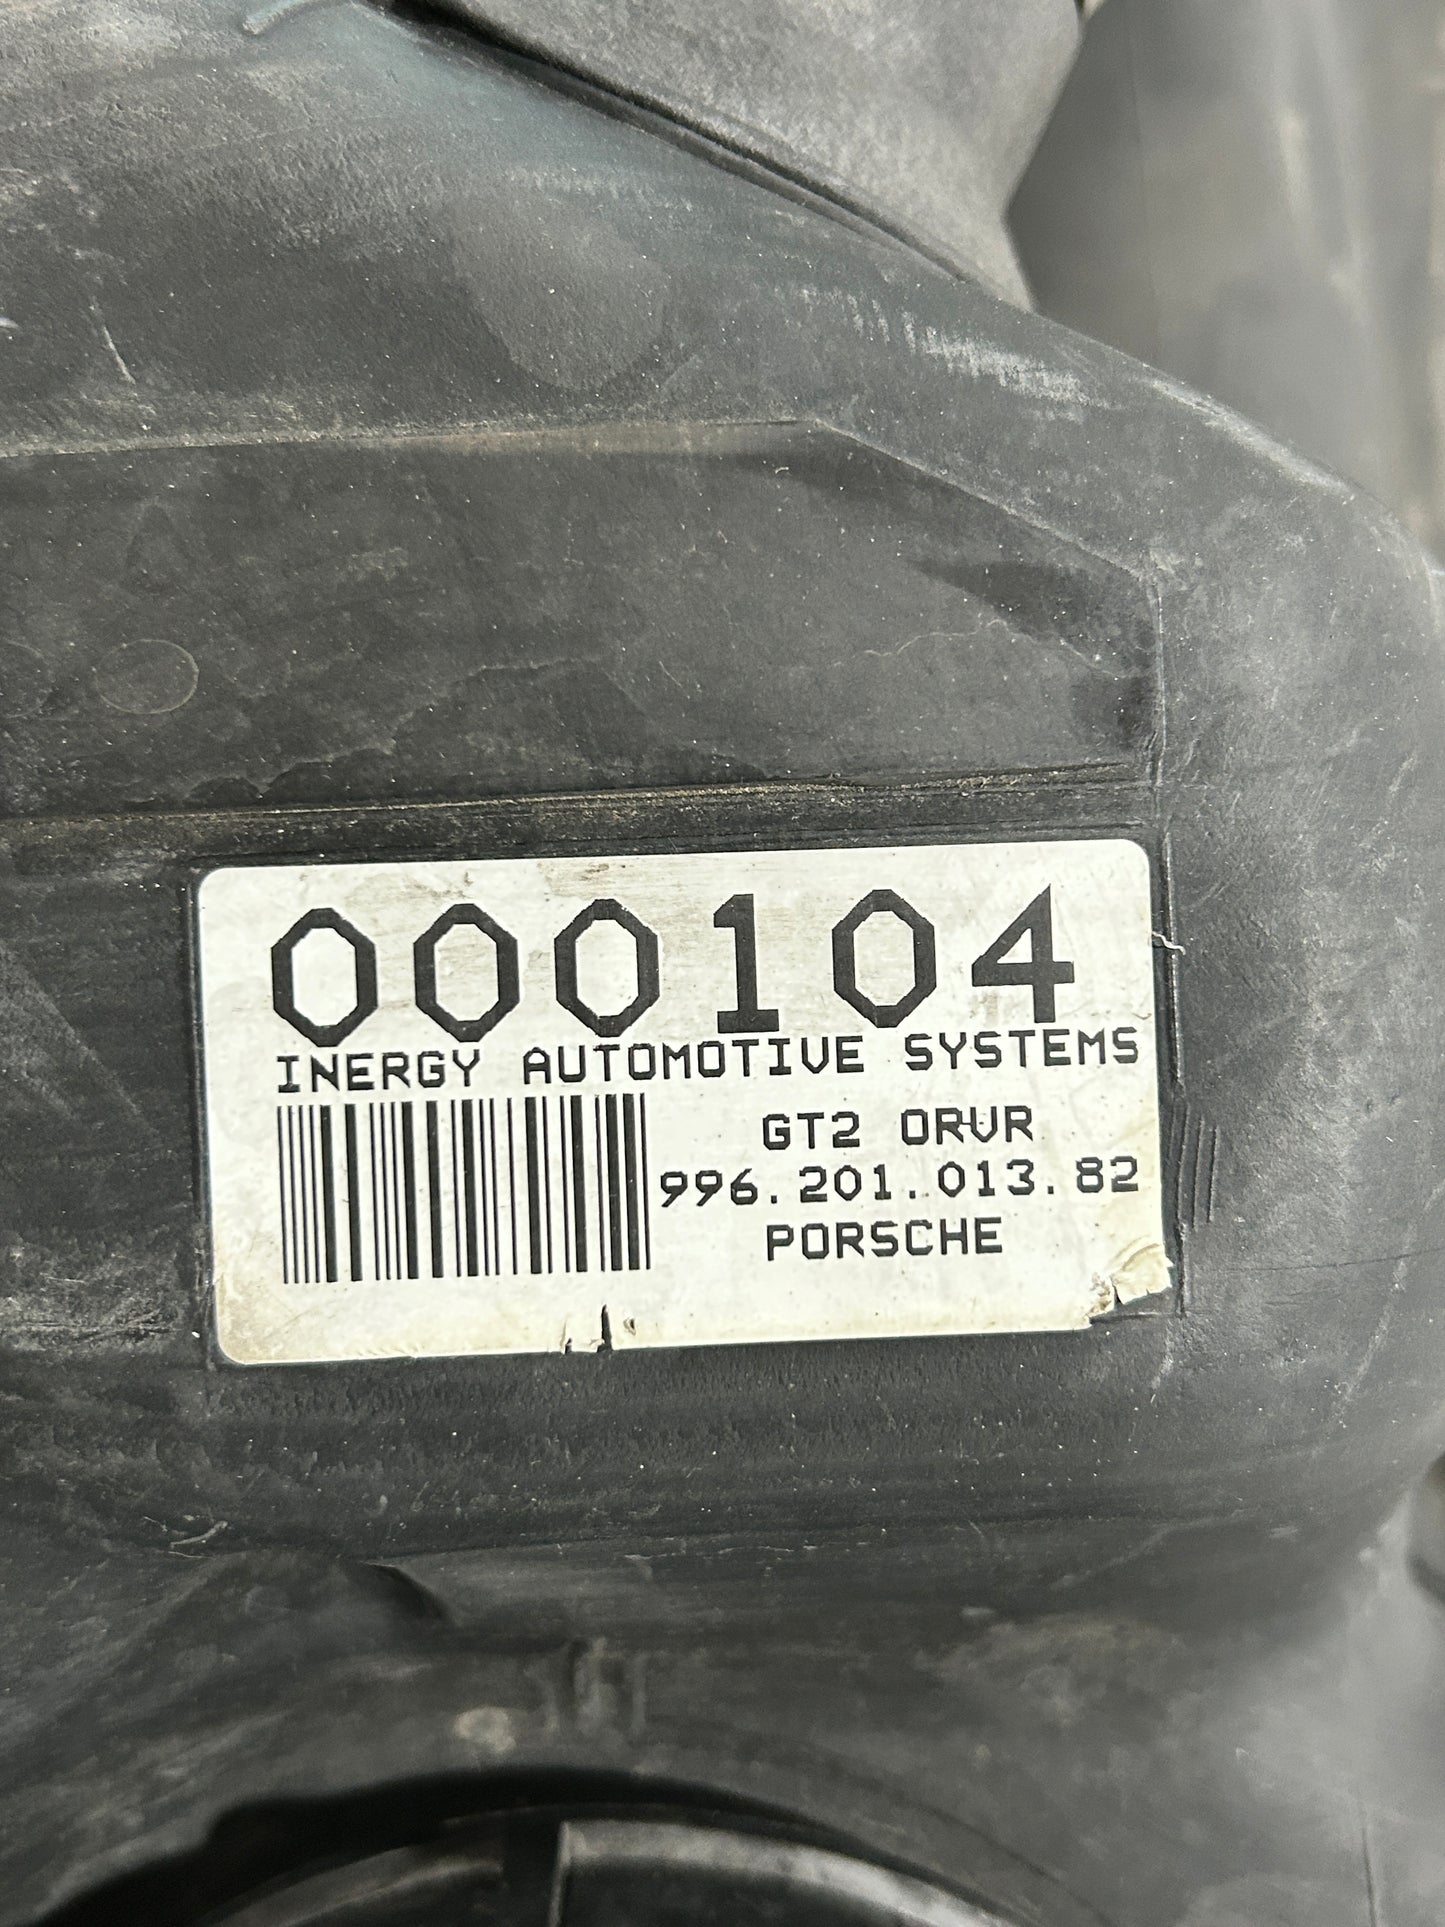 000104
INERGY AUTOMOTIVE SYSTEMS
GT2 ORVR
996.201.013.82
PORSCHE